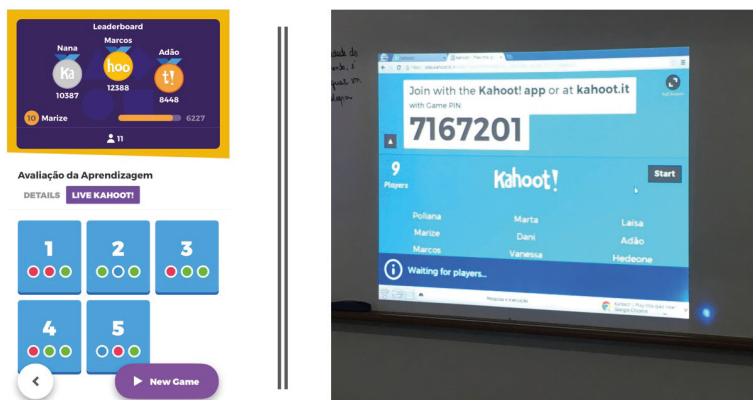 Leaderboard
Marcos
Nana
Adão
Ka
hoo
t!
10387
12388
8448
10 Marize 6227
11
Avaliação da Aprendizagem
DETAILS LIVE KAHOOT!
1
2
3
4
5
New Game
Join with the Kahoot! app or at kahoot.it
with Game PIN
7167201
9
Players
Kahoot!
Start
Poliana Marta Laísa
Marize Dani Adão
Marcos Vanessa Hedeone
Waiting for players...